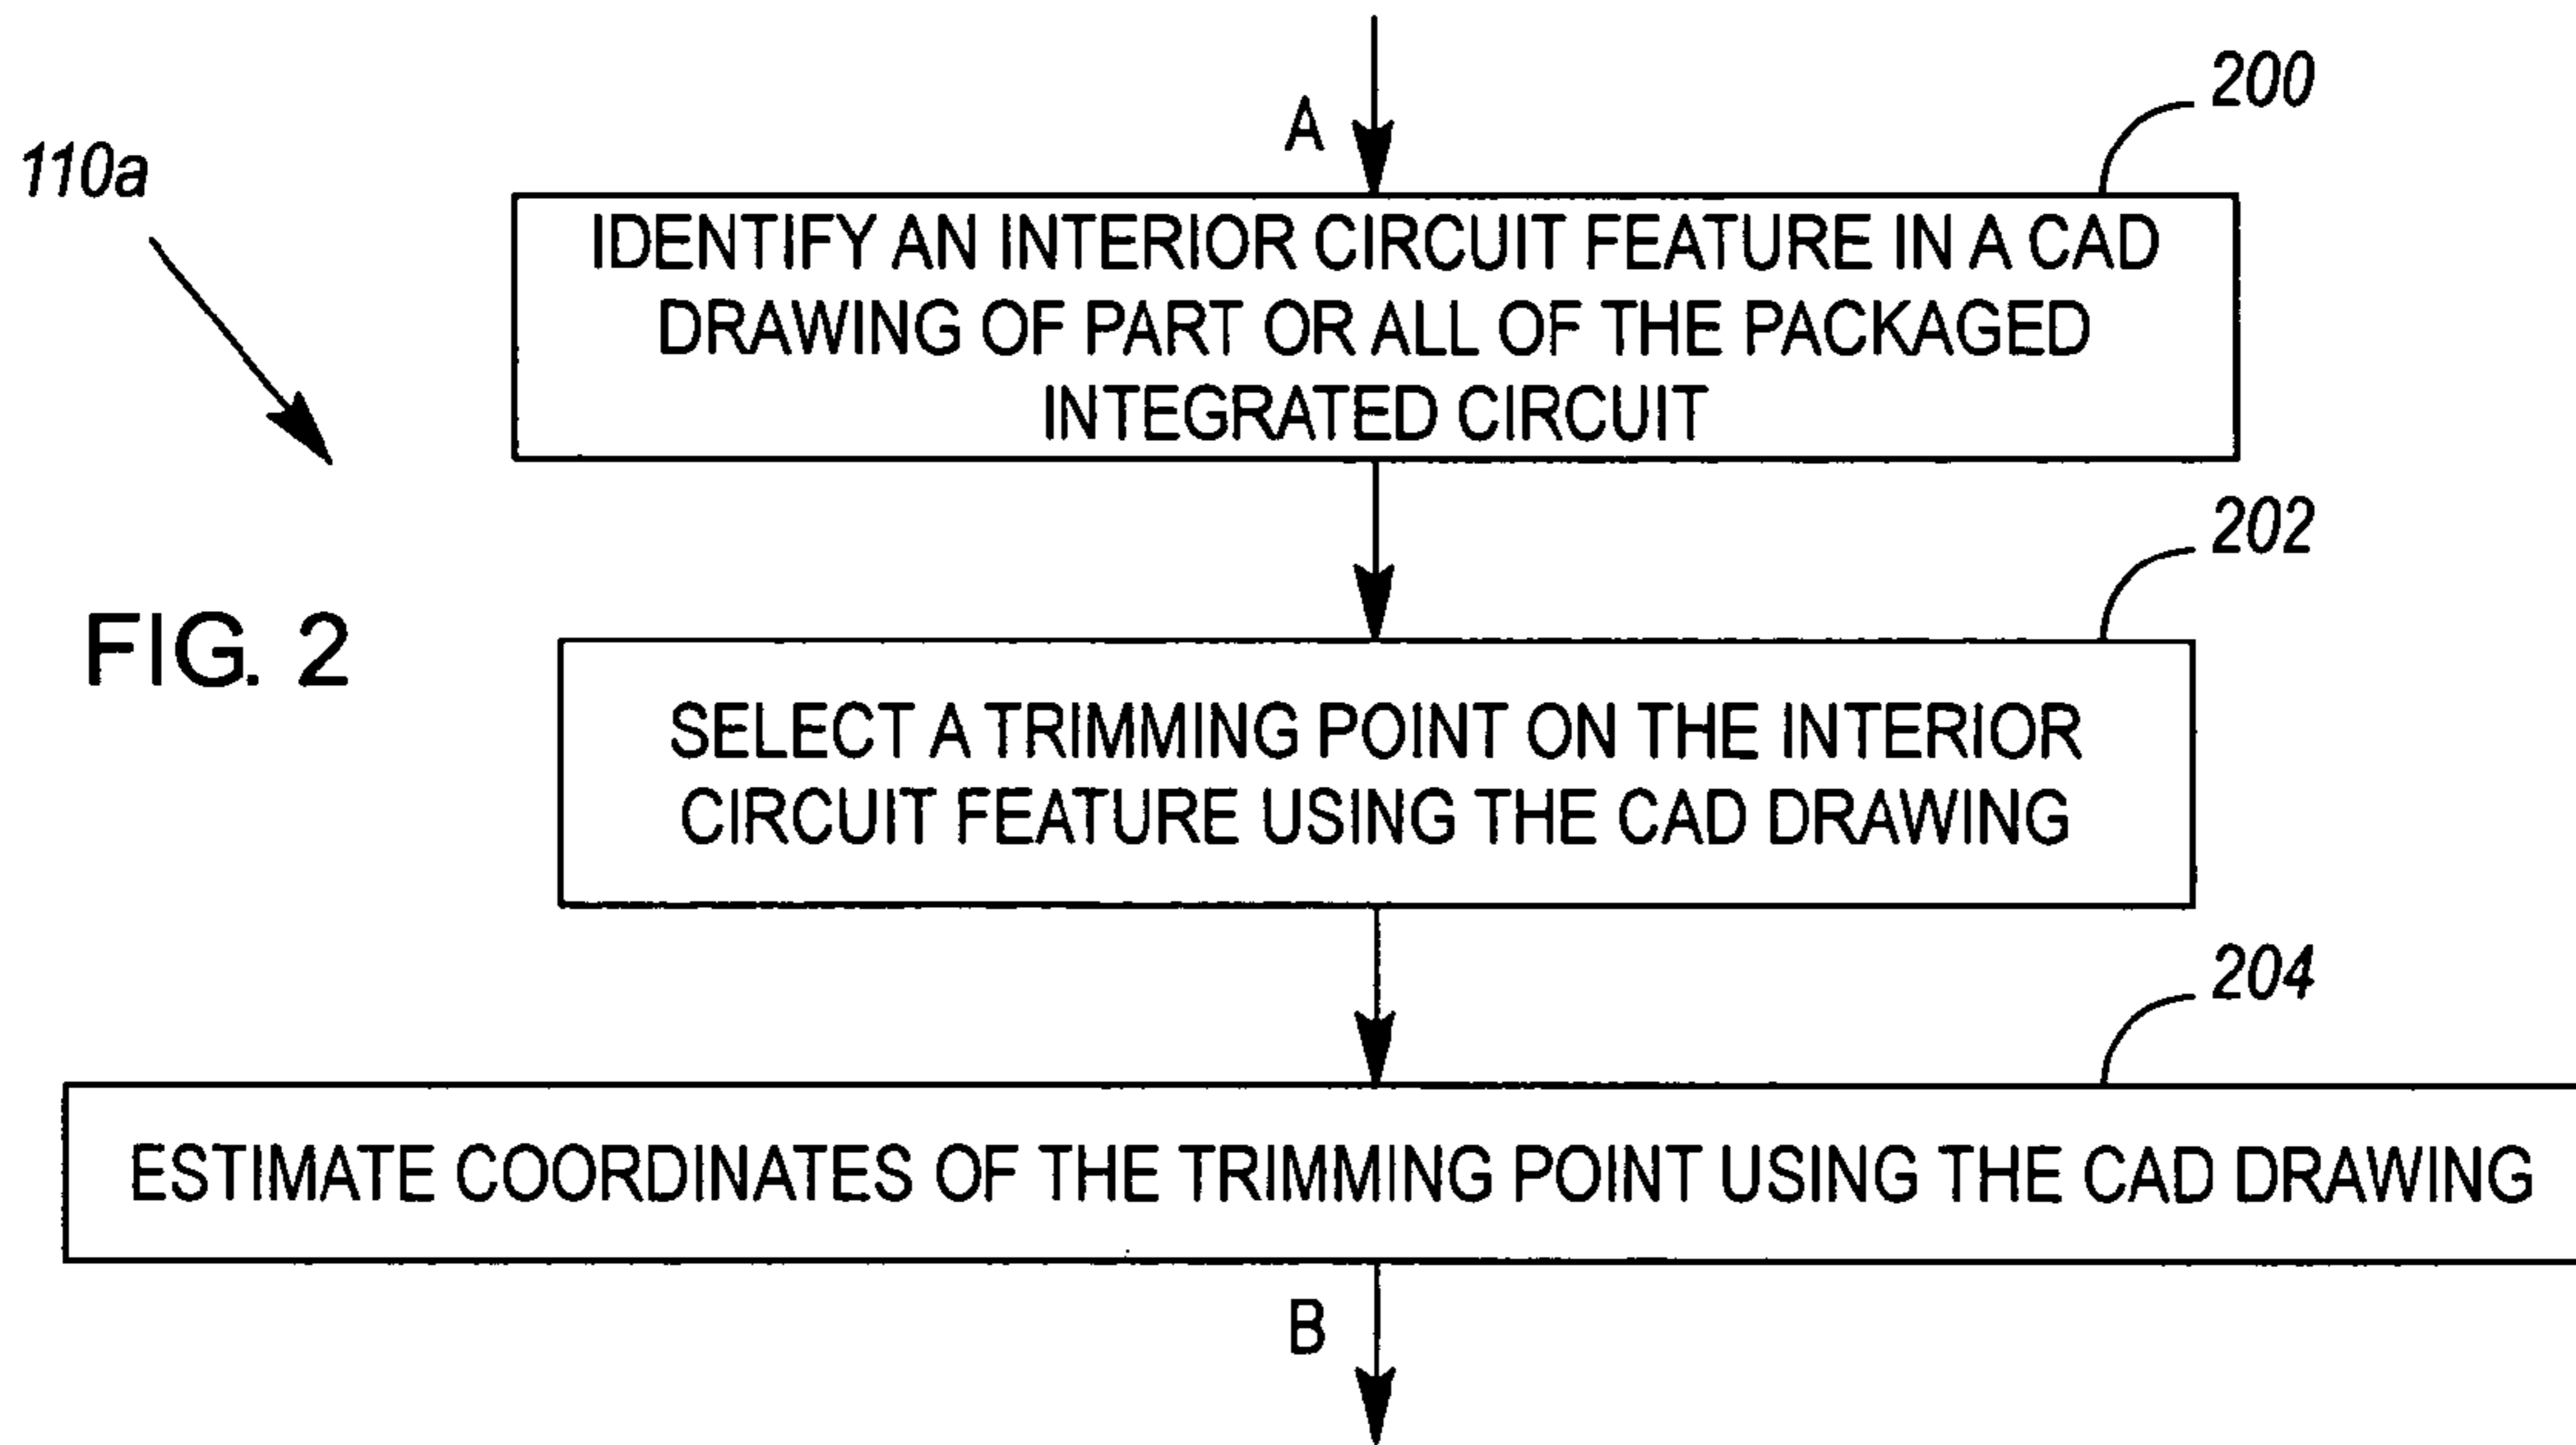 A
200
110a
IDENTIFY AN INTERIOR CIRCUIT FEATURE IN A CAD
DRAWING OF PART OR ALL OF THE PACKAGED
INTEGRATED CIRCUIT
202
FIG. 2
SELECT A TRIMMING POINT ON THE INTERIOR
CIRCUIT FEATURE USING THE CAD DRAWING
204
ESTIMATE COORDINATES OF THE TRIMMING POINT USING THE CAD DRAWING
B